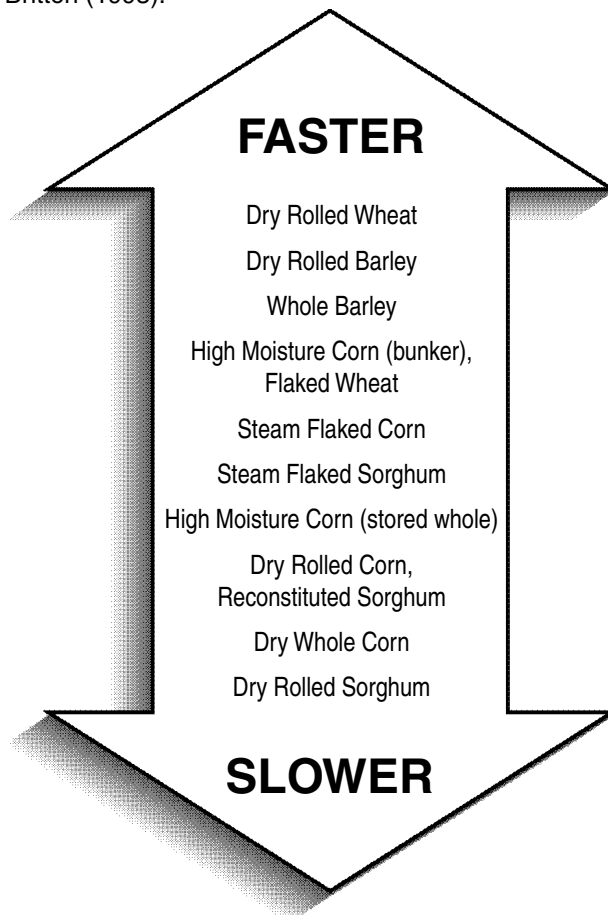 FASTER
Dry Rolled Wheat
Dry Rolled Barley
Whole Barley
High Moisture Corn (bunker),
Flaked Wheat
Steam Flaked Corn
Steam Flaked Sorghum
High Moisture Corn (stored whole)
Dry Rolled Corn,
Reconstituted Sorghum
Dry Whole Corn
Dry Rolled Sorghum
SLOWER